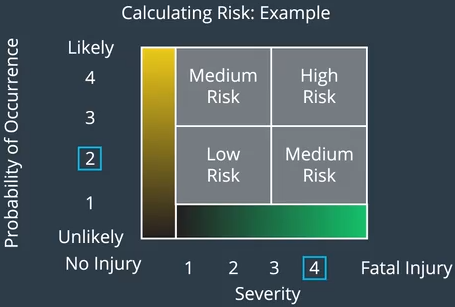 Calculating Risk: Example
Probability of Occurrence
Likely
4
3
2
1
Unlikely
Medium
Risk
High
Risk
Low
Risk
Medium
Risk
No Injury
1
2
3
4
Fatal Injury
Severity